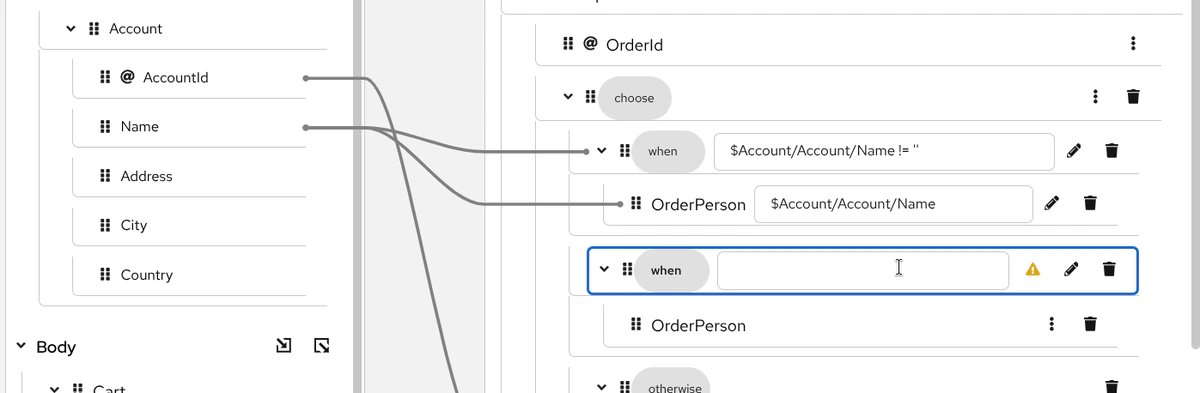 Account
@ AccountId
Name
Address
City
Country
Body
Cart
@ OrderId
choose
when $Account/Account/Name != ''
OrderPerson $Account/Account/Name
when
OrderPerson
otherwise